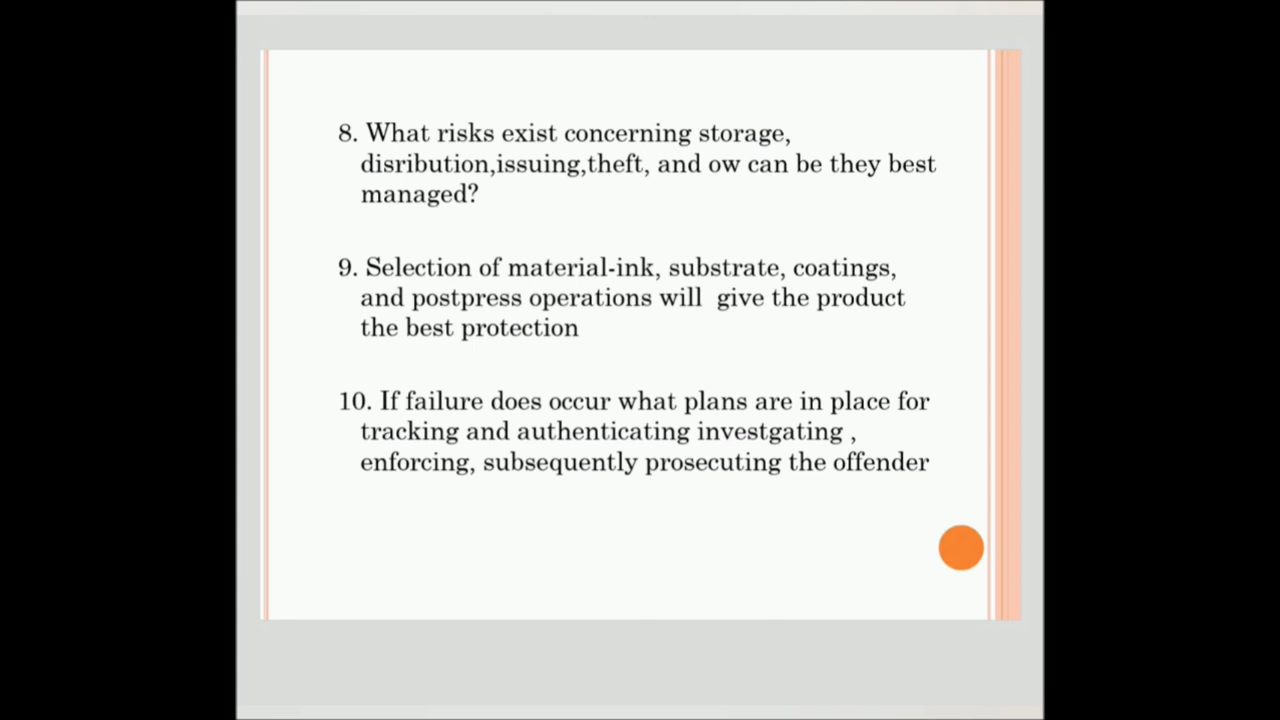 8. What risks exist concerning storage,
disribution,issuing,theft, and ow can be they best
managed?
9. Selection of material-ink, substrate, coatings,
and postpress operations will  give the product
the best protection
10. If failure does occur what plans are in place for
tracking and authenticating investgating ,
enforcing, subsequently prosecuting the offender